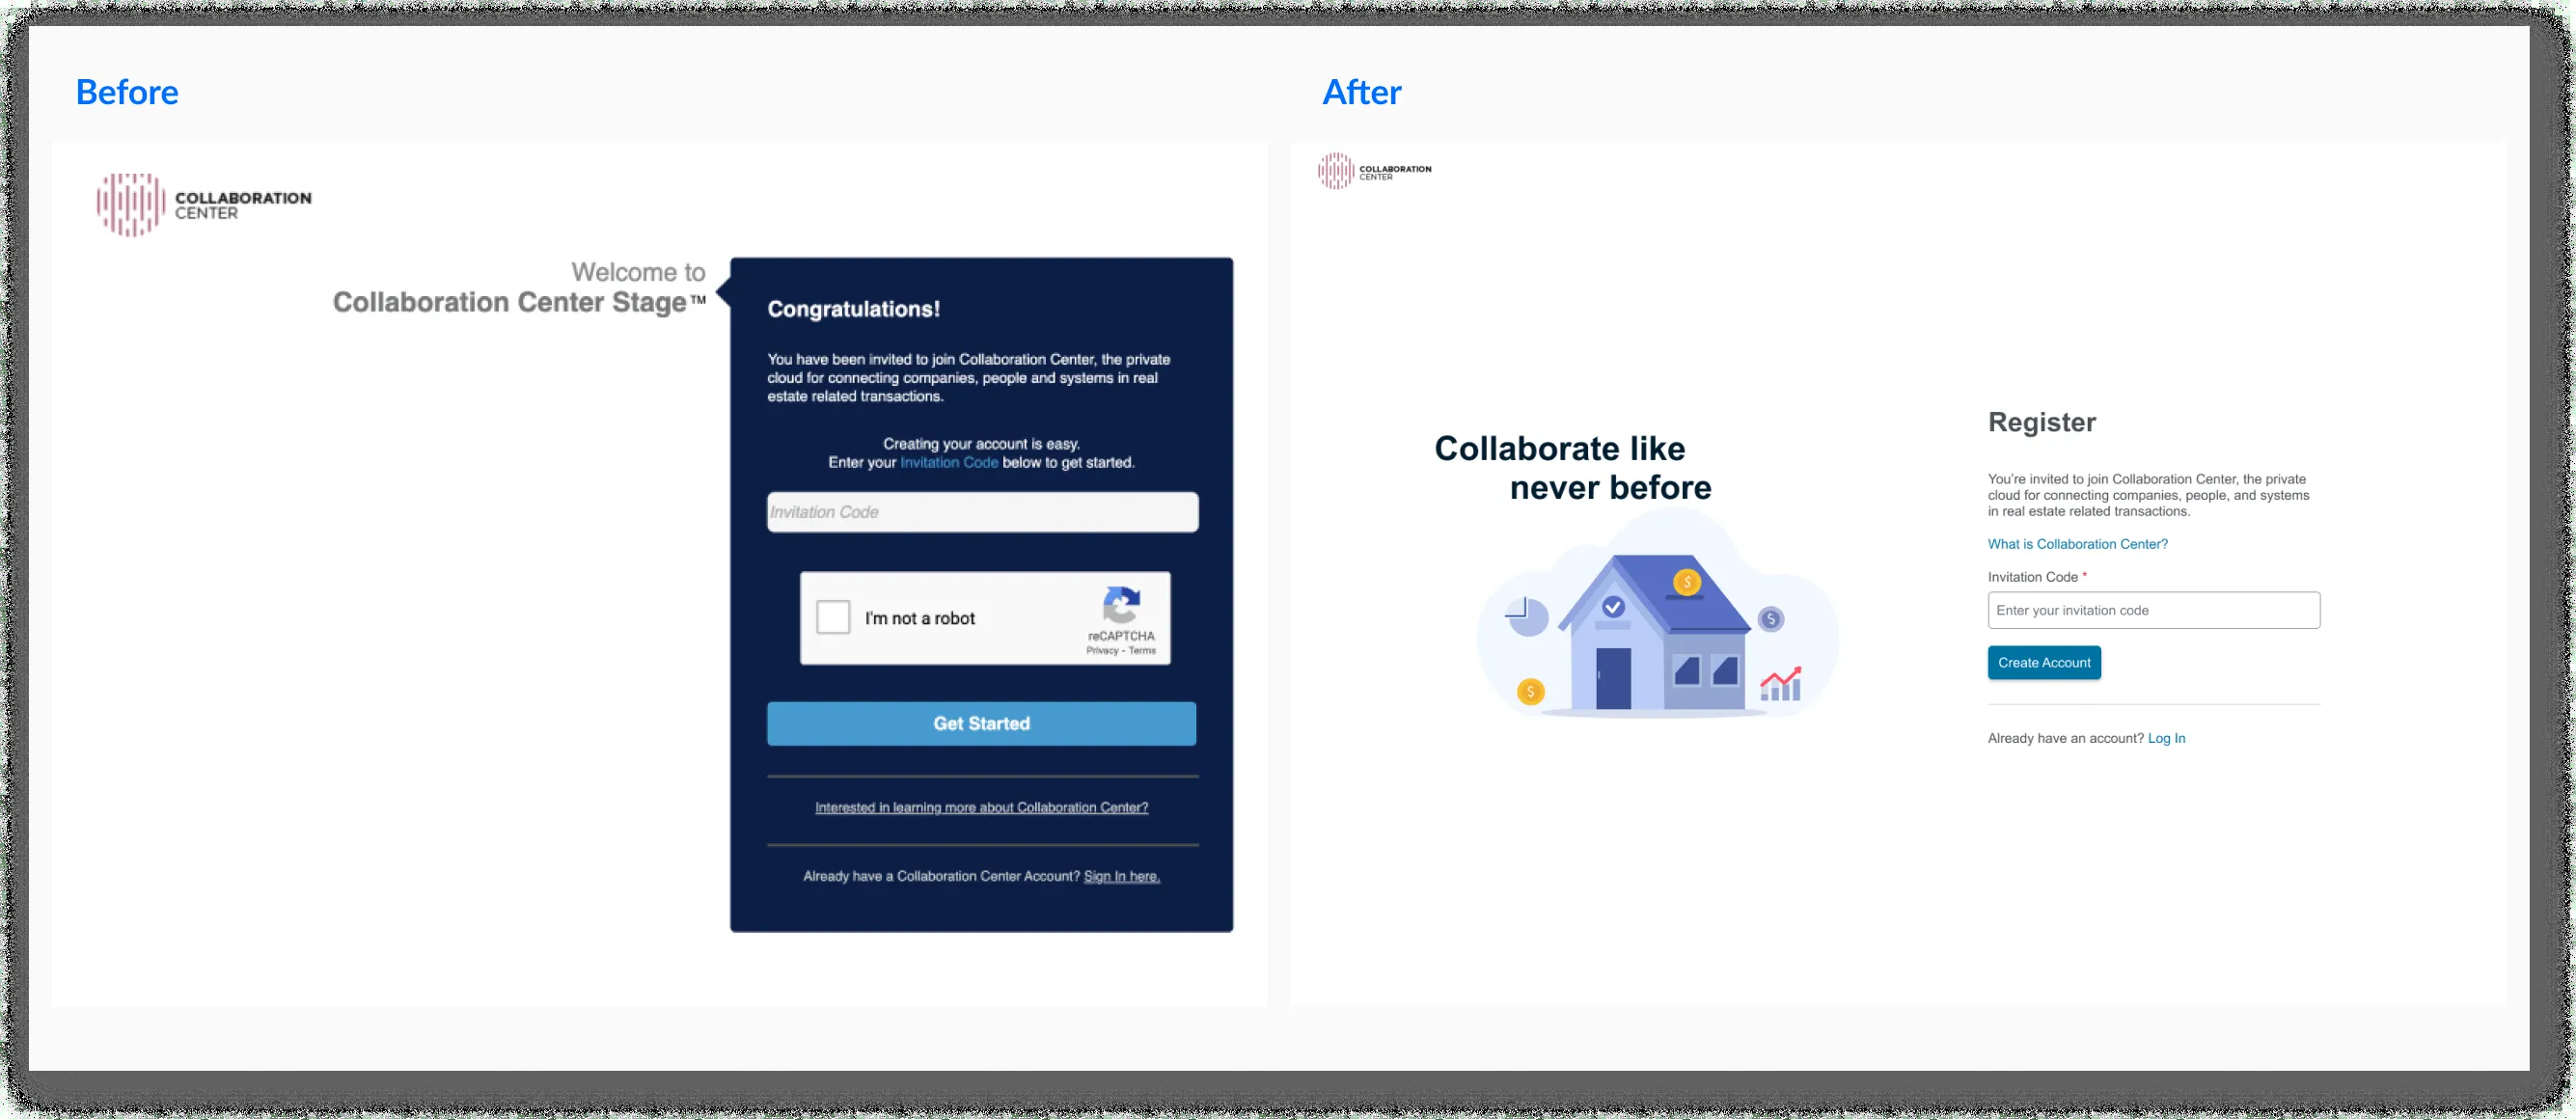 Before
COLLABORATION
CENTER
Welcome to
Collaboration Center Stage™
Congratulations!
You have been invited to join Collaboration Center, the private
cloud for connecting companies, people and systems in real
estate related transactions.
Creating your account is easy.
Enter your Invitation Code below to get started.
Invitation Code
I'm not a robot
reCAPTCHA
Privacy - Terms
Get Started
Interested in learning more about Collaboration Center?
Already have a Collaboration Center Account? Sign In here.
After
COLLABORATION
CENTER
Collaborate like
never before
$
$
$
Register
You're invited to join Collaboration Center, the private
cloud for connecting companies, people, and systems
in real estate related transactions.
What is Collaboration Center?
Invitation Code *
Enter your invitation code
Create Account
Already have an account? Log In